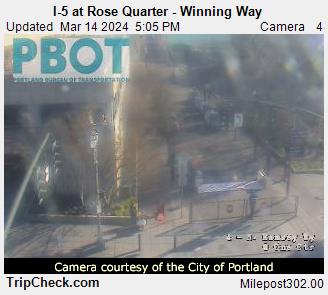 I-5 at Rose Quarter - Winning Way
Updated Mar 14 2024 5:05 PM Camera 4
PBOT
PORTLAND BUREAU OF TRANSPORTATION
Camera courtesy of the City of Portland
TripCheck.com Milepost302.00